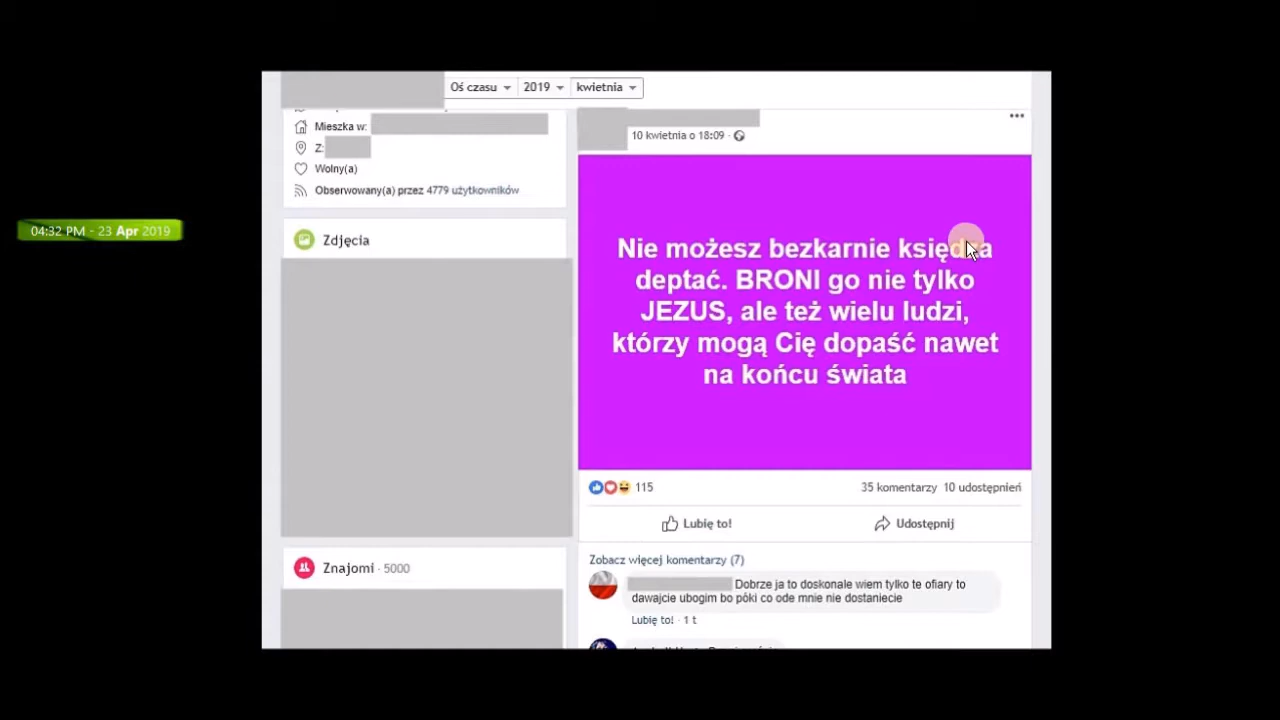 Oś czasu
2019
kwietnia
Mieszka w:
Z:
Wolny(a)
Obserwowany(a) przez 4779 użytkowników
04:32 PM - 23 Apr 2019
Zdjęcia
Znajomi · 5000
10 kwietnia o 18:09 ·
Nie możesz bezkarnie księdza
deptać. BRONI go nie tylko
JEZUS, ale też wielu ludzi,
którzy mogą Cię dopaść nawet
na końcu świata
115
35 komentarzy 10 udostępnień
Lubię to!
Udostępnij
Zobacz więcej komentarzy (7)
Dobrze ja to doskonale wiem tylko te ofiary to
dawajcie ubogim bo póki co ode mnie nie dostaniecie
Lubię to! · 1 t